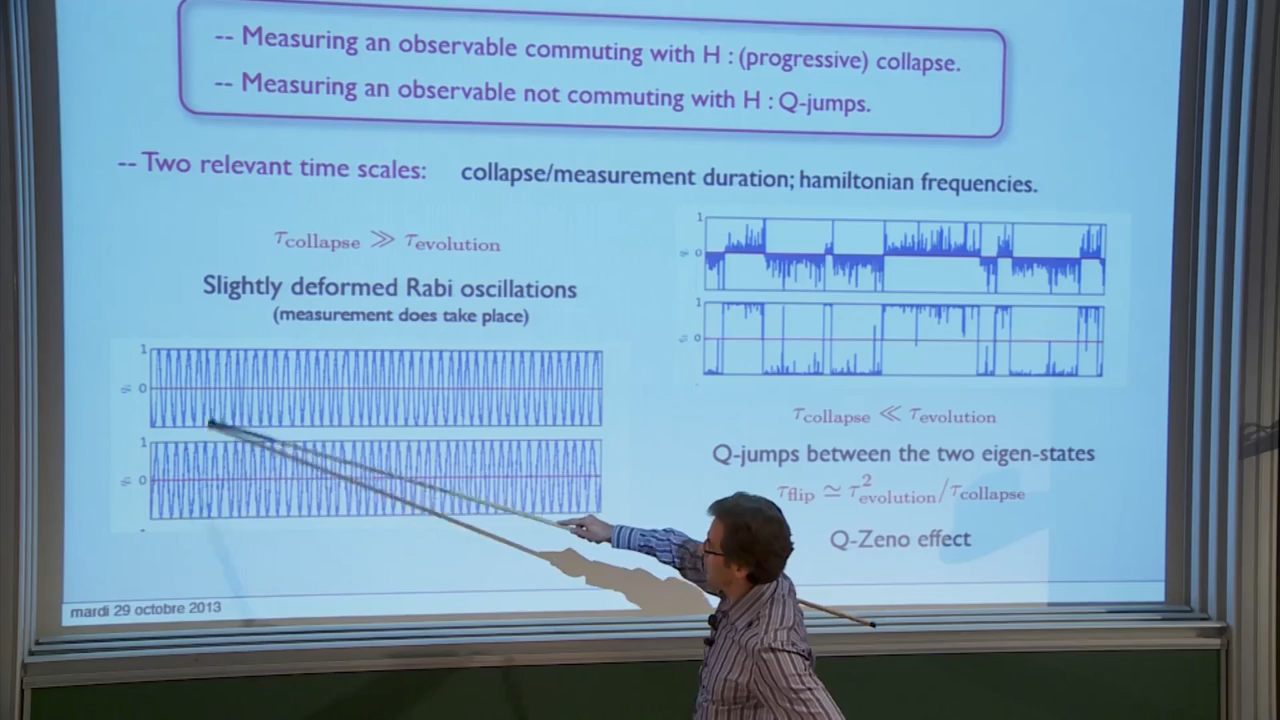 -- Measuring an observable commuting with H : (progressive) collapse.
-- Measuring an observable not commuting with H : Q-jumps.
-- Two relevant time scales: collapse/measurement duration; hamiltonian frequencies.
τcollapse ≫ τevolution
Slightly deformed Rabi oscillations
(measurement does take place)
1
0
1
0
1
0
1
0
τcollapse ≪ τevolution
Q-jumps between the two eigen-states
τflip ≃ τ²evolution/τcollapse
Q-Zeno effect
mardi 29 octobre 2013